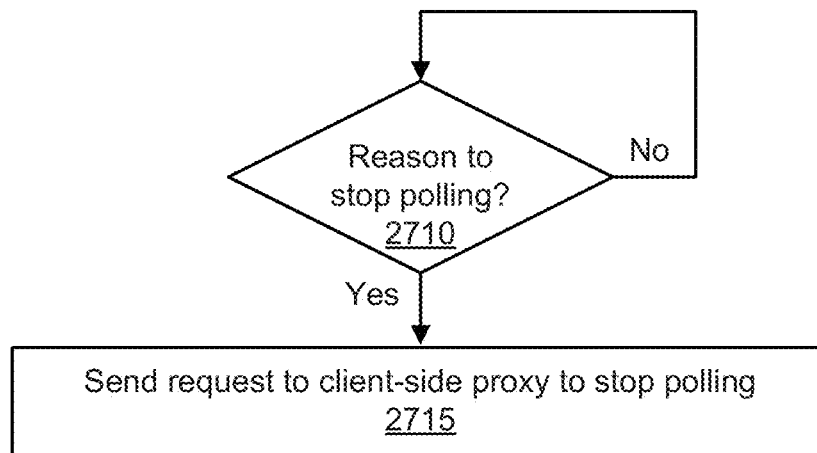 Reason to
stop polling?
2710
No
Yes
Send request to client-side proxy to stop polling
2715